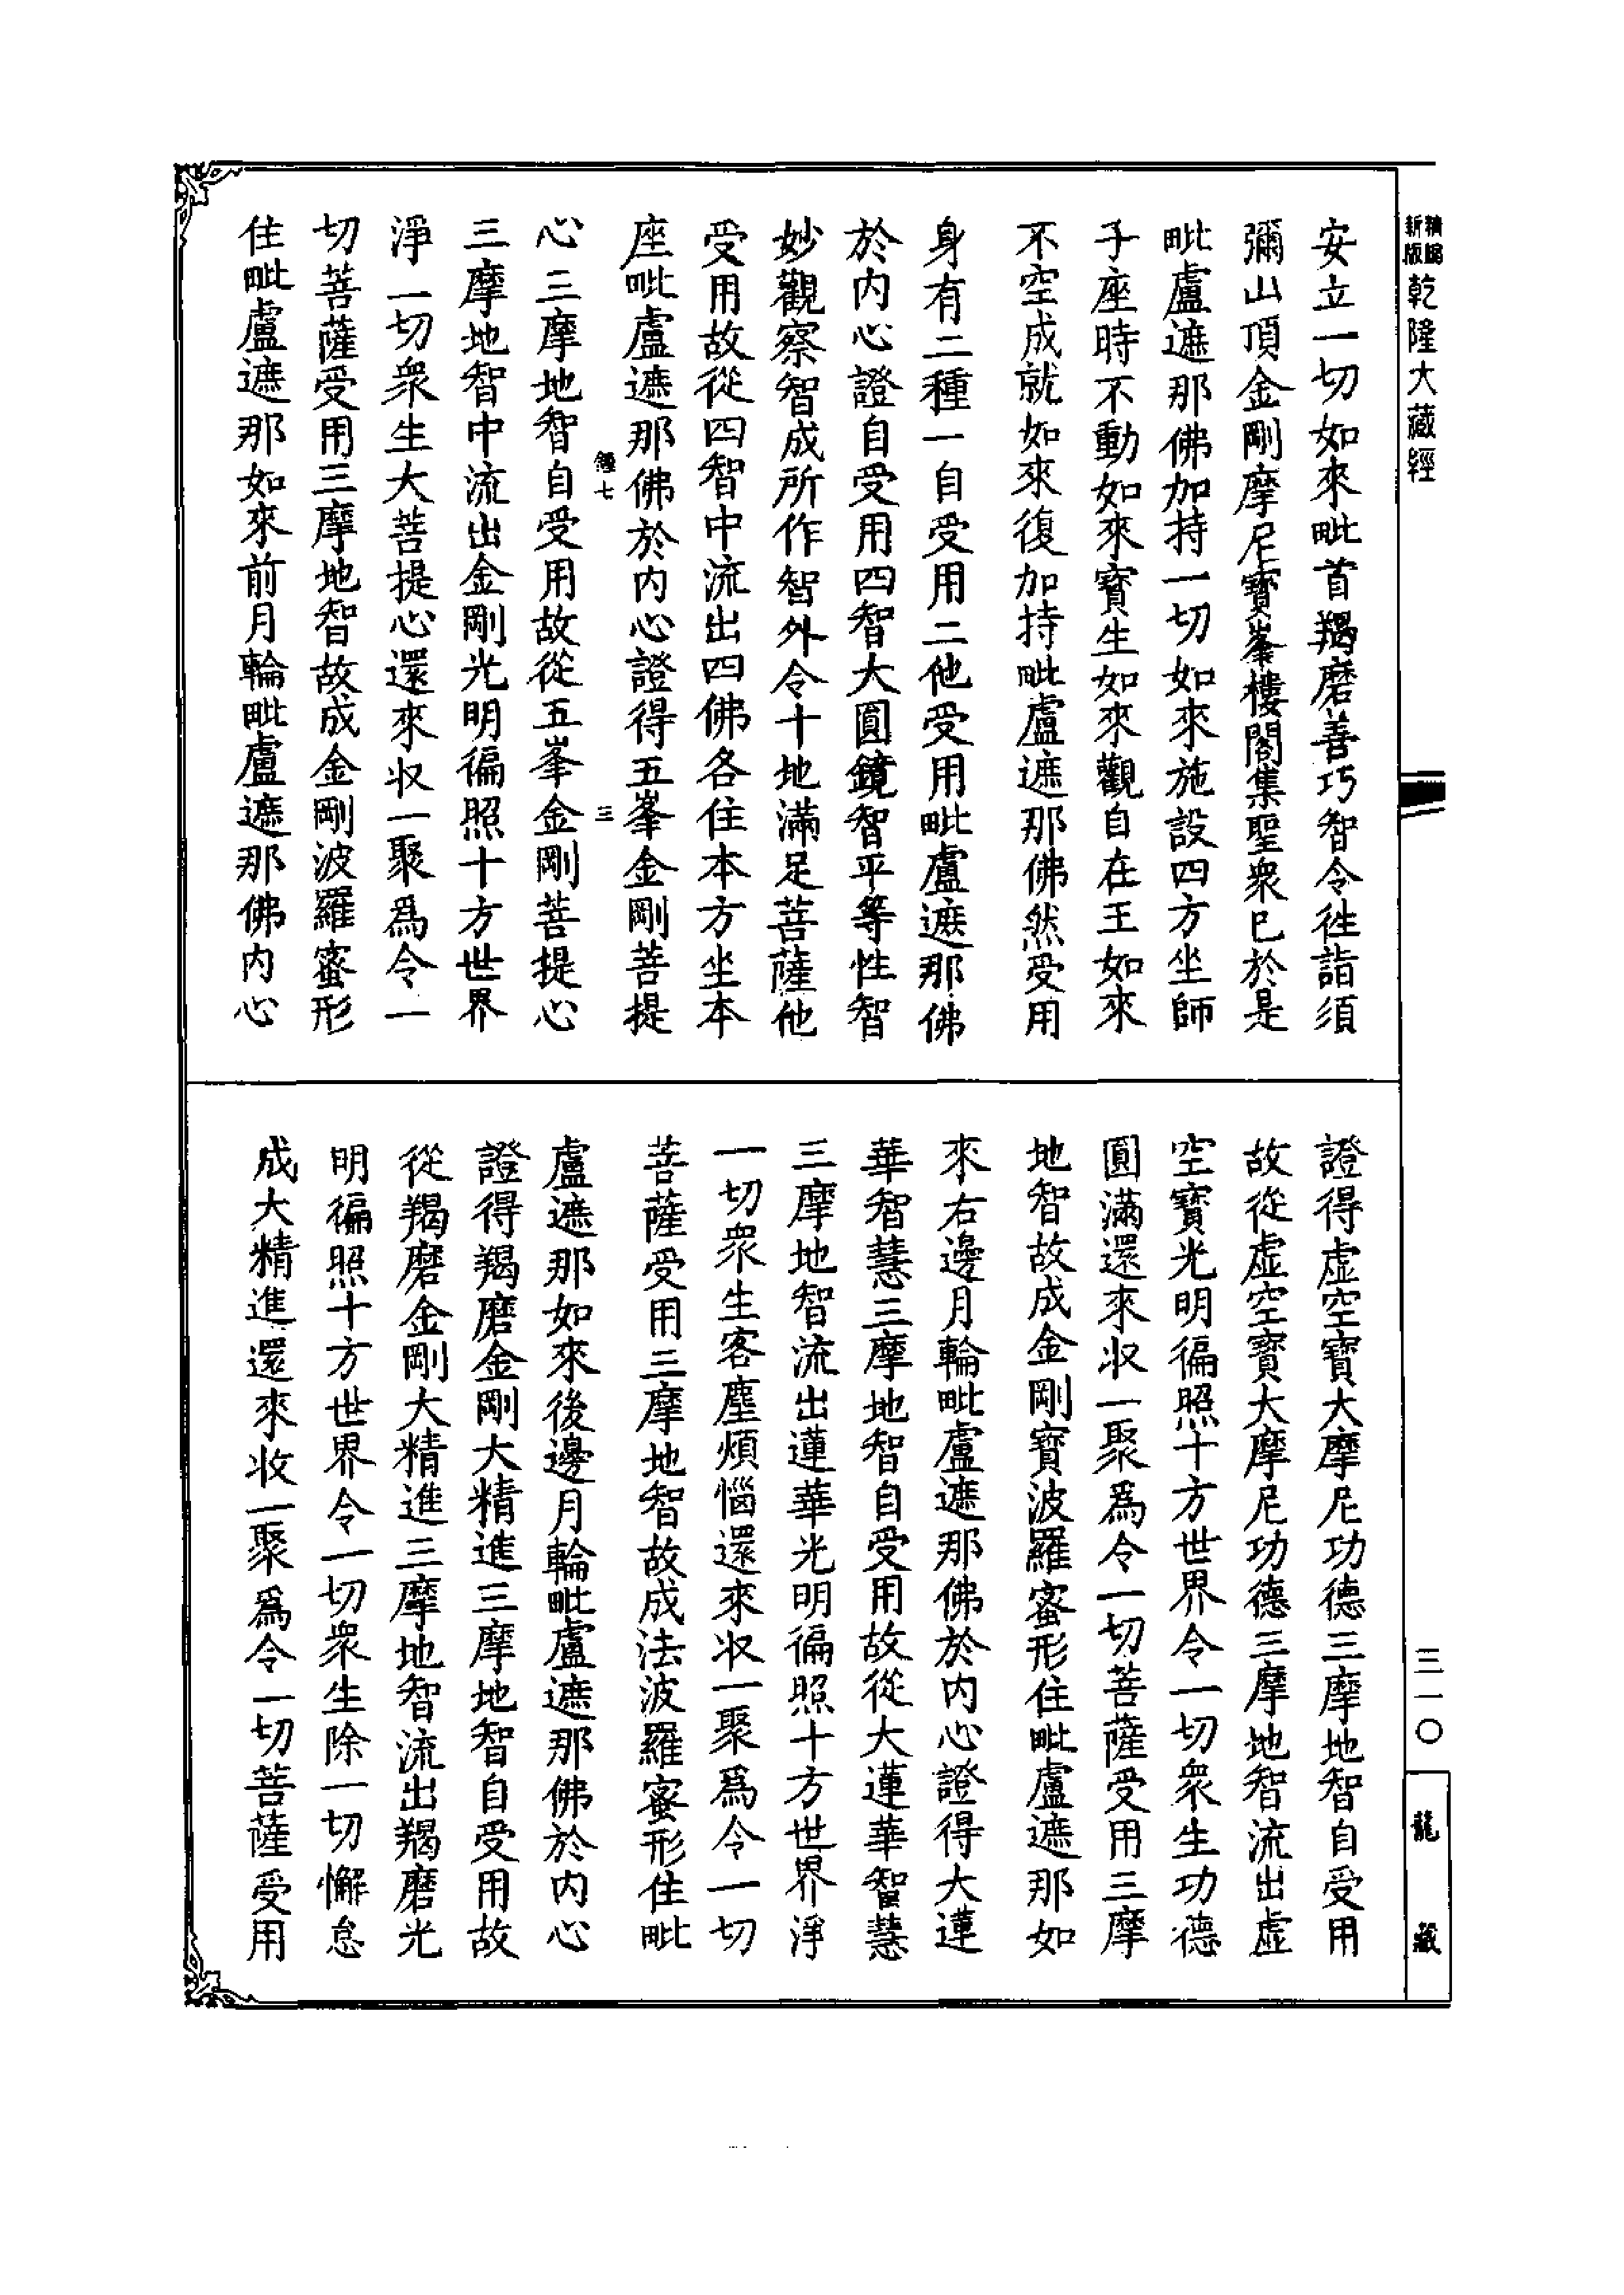 新版 精編 乾隆大藏經
安立一切如來毗首羯磨善巧智令徃詣須
彌山頂金剛摩尼寶峯樓閣集聖衆已於是
毗盧遮那佛加持一切如來施設四方坐師
子座時不動如來寶生如來觀自在王如來
不空成就如來復加持毗盧遮那佛然受用
身有二種一自受用二他受用毗盧遮那佛
於内心證自受用四智大圓鏡智平等性智
妙觀察智成所作智外令十地滿足菩薩他
受用故從四智中流出四佛各住本方坐本
座毗盧遮那佛於内心證得五峯金剛菩提
七 三
心三摩地智自受用故從五峯金剛菩提心
三摩地智中流出金剛光明徧照十方世界
淨一切衆生大菩提心還來収一聚爲令一
切菩薩受用三摩地智故成金剛波羅蜜形
住毗盧遮那如來前月輪毗盧遮那佛内心
證得虛空寶大摩尼功德三摩地智自受用
故從虛空寶大摩尼功德三摩地智流出虛
空寶光明徧照十方世界令一切衆生功德
圓滿還來収一聚爲令一切菩薩受用三摩
地智故成金剛寶波羅蜜形住毗盧遮那如
來右邊月輪毗盧遮那佛於内心證得大蓮
華智慧三摩地智自受用故從大蓮華智慧
三摩地智流出蓮華光明徧照十方世界淨
一切衆生客塵煩惱還來収一聚爲令一切
菩薩受用三摩地智故成法波羅蜜形住毗
盧遮那如來後邊月輪毗盧遮那佛於内心
證得羯磨金剛大精進三摩地智自受用故
從羯磨金剛大精進三摩地智流出羯磨光
明徧照十方世界令一切衆生除一切懈怠
成大精進還來收一聚爲令一切菩薩受用
三一〇
龍藏